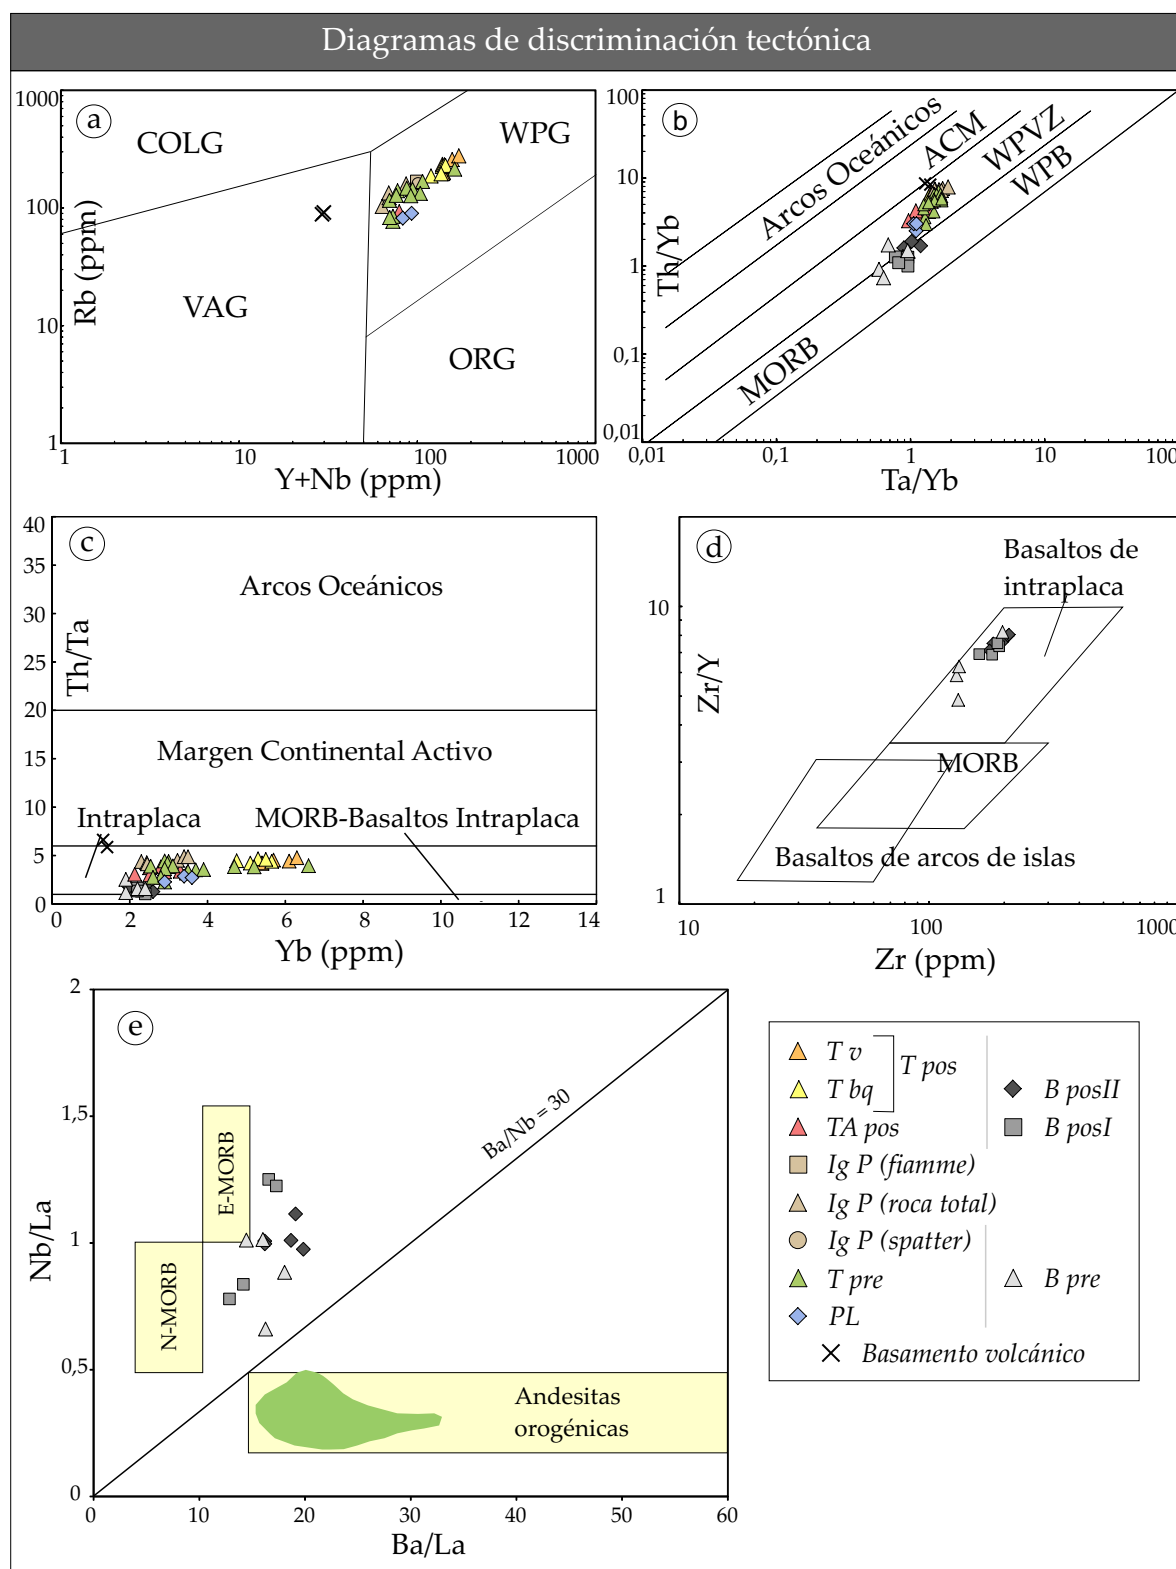 Diagramas de discriminación tectónica
a
1000
100
10
1
Rb (ppm)
COLG
WPG
VAG
ORG
1
10
100
1000
Y+Nb (ppm)
b
100
10
1
0,1
0,01
Th/Yb
Arcos Oceánicos
ACM
WPVZ
WPB
MORB
0,01
0,1
1
10
100
Ta/Yb
c
40
35
30
25
20
15
10
5
0
Th/Ta
Arcos Oceánicos
Margen Continental Activo
Intraplaca
MORB-Basaltos Intraplaca
0
2
4
6
8
10
12
14
Yb (ppm)
d
10
1
Zr/Y
Basaltos de
intraplaca
MORB
Basaltos de arcos de islas
10
100
1000
Zr (ppm)
e
2
1,5
1
0,5
0
Nb/La
E-MORB
N-MORB
Ba/Nb = 30
Andesitas
orogénicas
0
10
20
30
40
50
60
Ba/La
T v
T bq
T pos
TA pos
Ig P (fiamme)
Ig P (roca total)
Ig P (spatter)
T pre
PL
B posII
B posI
B pre
Basamento volcánico